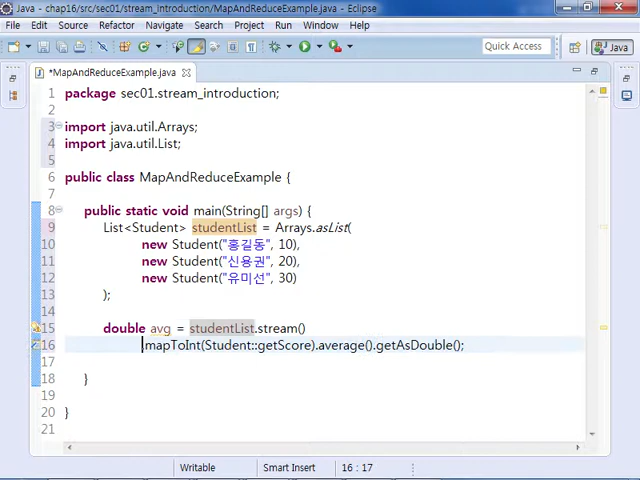 Java - chap16/src/sec01/stream_introduction/MapAndReduceExample.java - Eclipse
File Edit Source Refactor Navigate Search Project Run Window Help
Quick Access
Java
*MapAndReduceExample.java
1 package sec01.stream_introduction;
2
3 import java.util.Arrays;
4 import java.util.List;
5
6 public class MapAndReduceExample {
7
8 public static void main(String[] args) {
9 List<Student> studentList = Arrays.asList(
10 new Student("홍길동", 10),
11 new Student("신용권", 20),
12 new Student("유미선", 30)
13 );
14
15 double avg = studentList.stream()
16 .mapToInt(Student::getScore).average().getAsDouble();
17
18 }
19
20 }
21
Writable Smart Insert 16 : 17